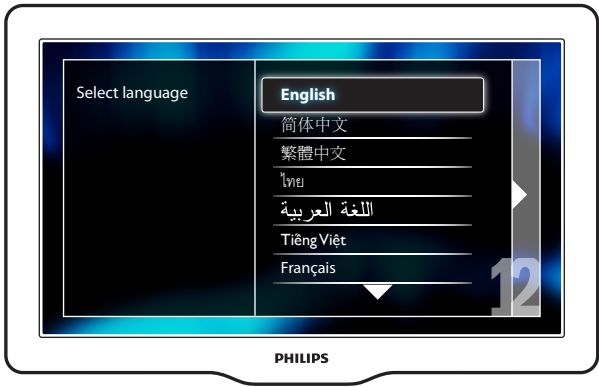 Select language
English
简体中文
繁體中文
ไทย
اللغة العربية
Tiếng Việt
Français
12
PHILIPS